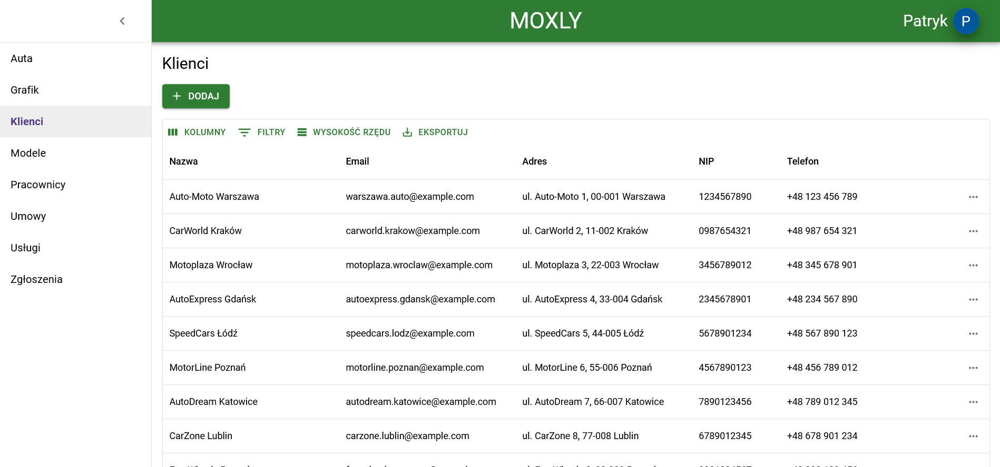 MOXLY
Patryk P
Auta
Grafik
Klienci
Modele
Pracownicy
Umowy
Usługi
Zgłoszenia
Klienci
+ DODAJ
KOLUMNY FILTRY WYSOKOŚĆ RZĘDU EKSPORTUJ
Nazwa Email Adres NIP Telefon
Auto-Moto Warszawa warszawa.auto@example.com ul. Auto-Moto 1, 00-001 Warszawa 1234567890 +48 123 456 789
CarWorld Kraków carworld.krakow@example.com ul. CarWorld 2, 11-002 Kraków 0987654321 +48 987 654 321
Motoplaza Wrocław motoplaza.wroclaw@example.com ul. Motoplaza 3, 22-003 Wrocław 3456789012 +48 345 678 901
AutoExpress Gdańsk autoexpress.gdansk@example.com ul. AutoExpress 4, 33-004 Gdańsk 2345678901 +48 234 567 890
SpeedCars Łódź speedcars.lodz@example.com ul. SpeedCars 5, 44-005 Łódź 5678901234 +48 567 890 123
MotorLine Poznań motorline.poznan@example.com ul. MotorLine 6, 55-006 Poznań 4567890123 +48 456 789 012
AutoDream Katowice autodream.katowice@example.com ul. AutoDream 7, 66-007 Katowice 7890123456 +48 789 012 345
CarZone Lublin carzone.lublin@example.com ul. CarZone 8, 77-008 Lublin 6789012345 +48 678 901 234